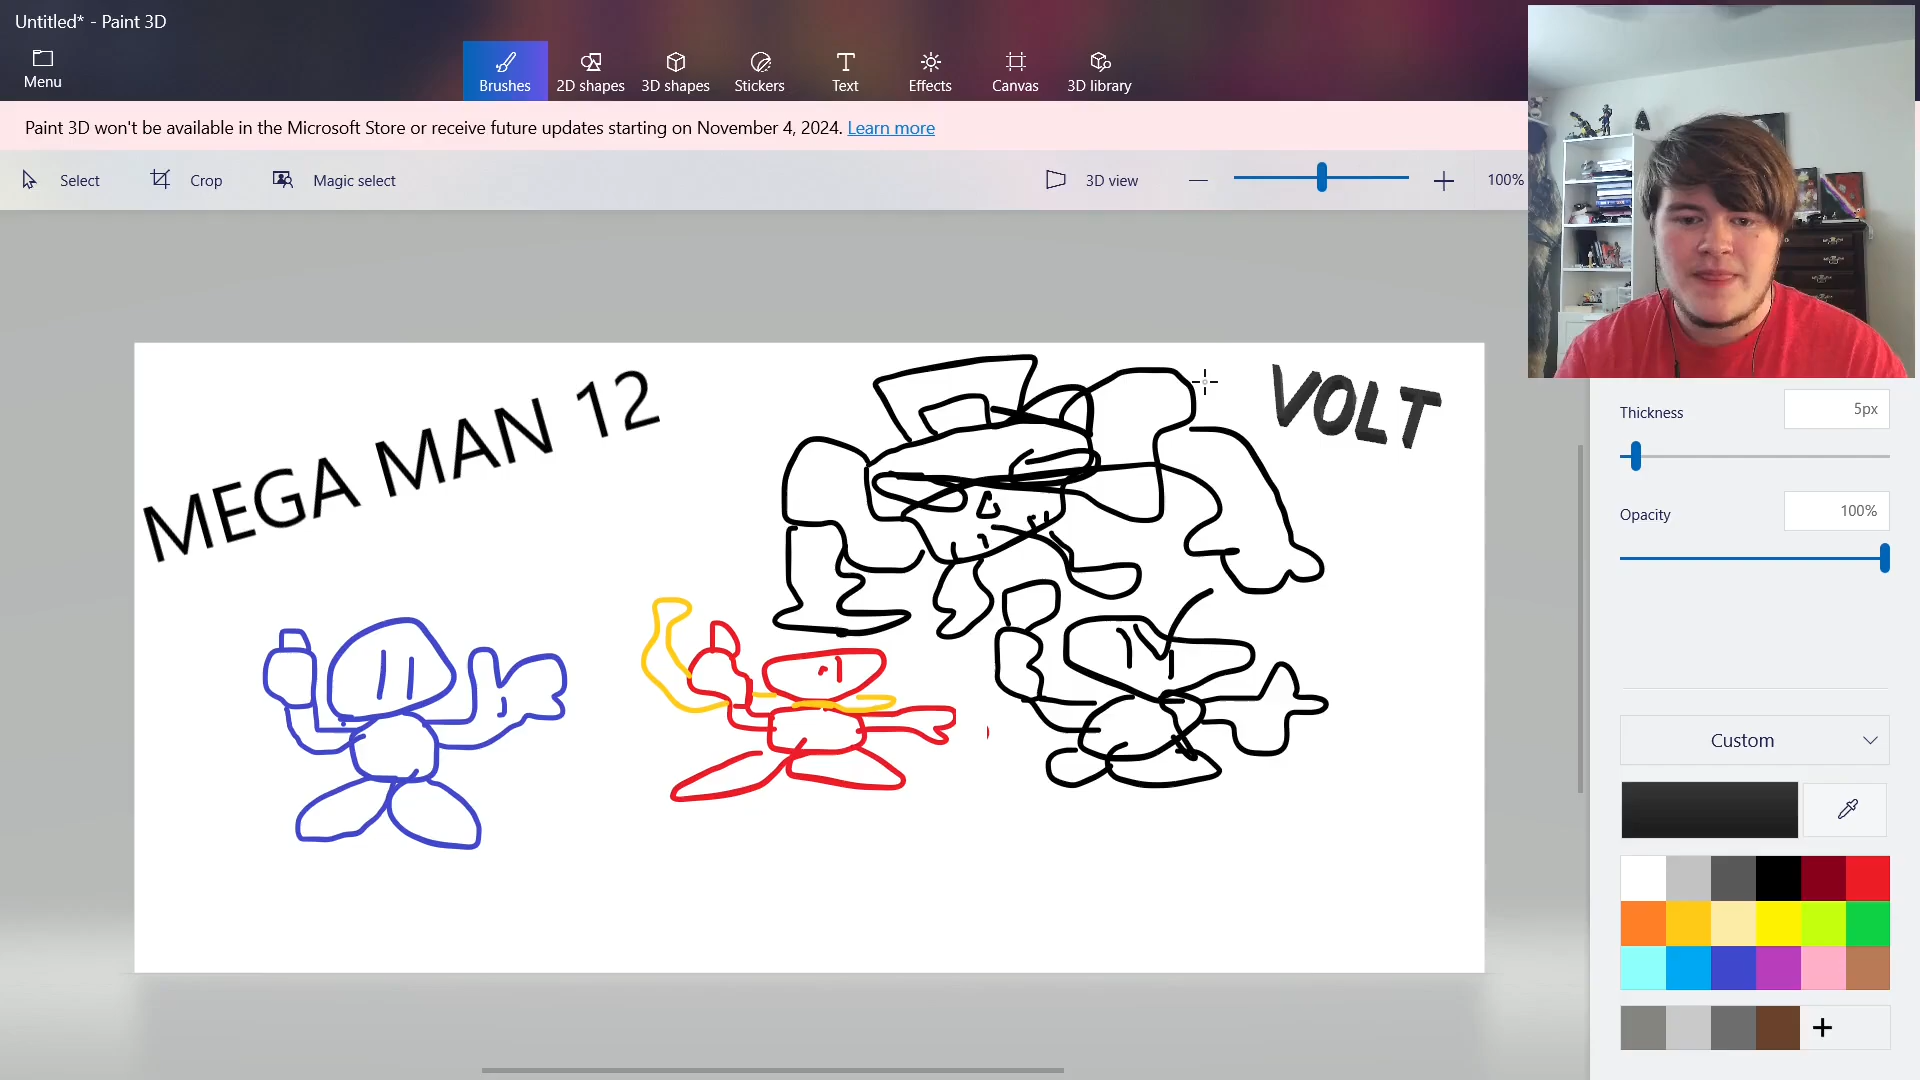 Untitled* - Paint 3D
Menu
Brushes
2D shapes
3D shapes
Stickers
Text
Effects
Canvas
3D library
Paint 3D won't be available in the Microsoft Store or receive future updates starting on November 4, 2024. Learn more
Select
Crop
Magic select
3D view
100%
MEGA MAN 12
VOLT
Thickness
5px
Opacity
100%
Custom